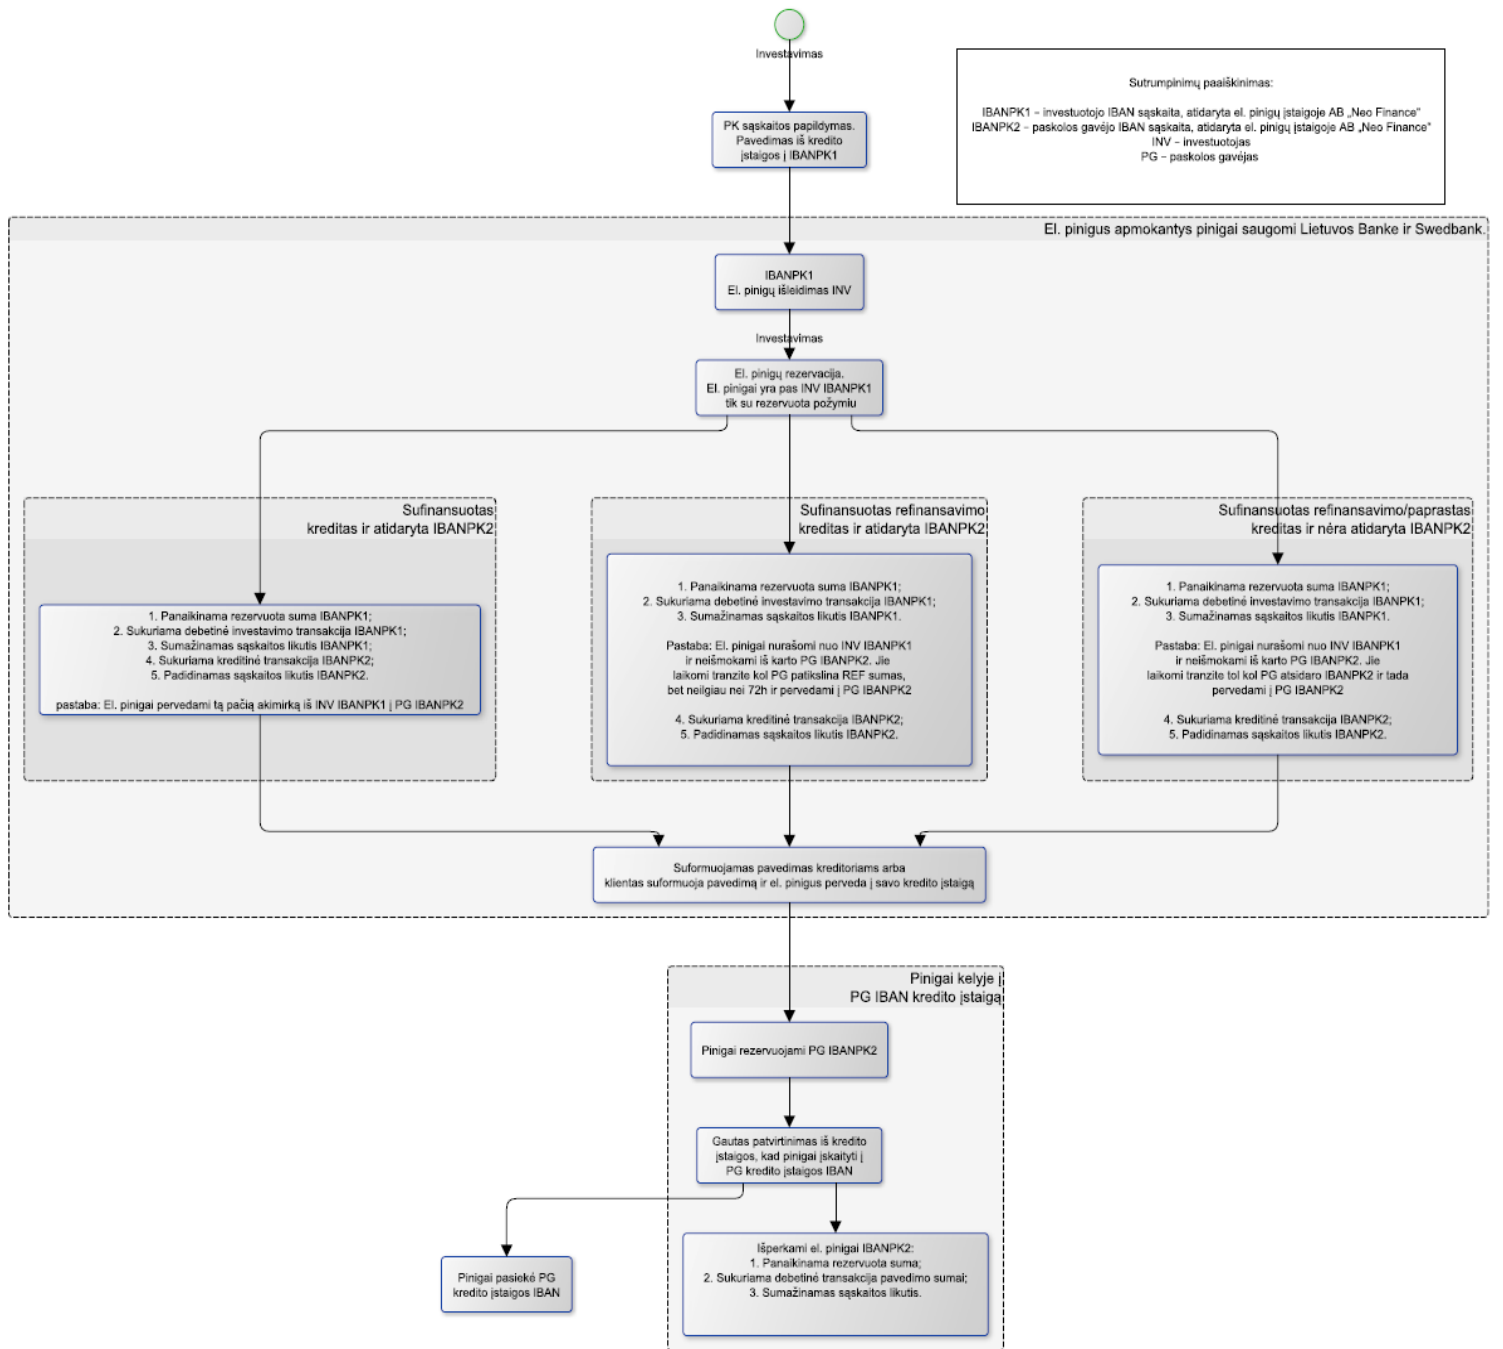 Investavimas
Sutrumpinimų paaiškinimas:
IBANPK1 – investuotojo IBAN sąskaita, atidaryta el. pinigų įstaigoje AB „Neo Finance"
IBANPK2 – paskolos gavėjo IBAN sąskaita, atidaryta el. pinigų įstaigoje AB „Neo Finance"
INV – investuotojas
PG – paskolos gavėjas
PK sąskaitos papildymas.
Pavedimas iš kredito
įstaigos į IBANPK1
El. pinigus apmokantys pinigai saugomi Lietuvos Banke ir Swedbank.
IBANPK1
El. pinigų išleidimas INV
Investavimas
El. pinigų rezervacija.
El. pinigai yra pas INV IBANPK1
tik su rezervuota požymiu
Sufinansuotas
kreditas ir atidaryta IBANPK2
1. Panaikinama rezervuota suma IBANPK1;
2. Sukuriama debetinė investavimo transakcija IBANPK1;
3. Sumažinamas sąskaitos likutis IBANPK1;
4. Sukuriama kreditinė transakcija IBANPK2;
5. Padidinamas sąskaitos likutis IBANPK2.
pastaba: El. pinigai pervedami tą pačią akimirką iš INV IBANPK1 į PG IBANPK2
Sufinansuotas refinansavimo
kreditas ir atidaryta IBANPK2
1. Panaikinama rezervuota suma IBANPK1;
2. Sukuriama debetinė investavimo transakcija IBANPK1;
3. Sumažinamas sąskaitos likutis IBANPK1.
Pastaba: El. pinigai nurašomi nuo INV IBANPK1
ir neišmokami iš karto PG IBANPK2. Jie
laikomi tranzite kol PG patikslina REF sumas,
bet neilgiau nei 72h ir pervedami į PG IBANPK2
4. Sukuriama kreditinė transakcija IBANPK2;
5. Padidinamas sąskaitos likutis IBANPK2.
Sufinansuotas refinansavimo/paprastas
kreditas ir nėra atidaryta IBANPK2
1. Panaikinama rezervuota suma IBANPK1;
2. Sukuriama debetinė investavimo transakcija IBANPK1;
3. Sumažinamas sąskaitos likutis IBANPK1.
Pastaba: El. pinigai nurašomi nuo INV IBANPK1
ir neišmokami iš karto PG IBANPK2. Jie
laikomi tranzite tol kol PG atsidaro IBANPK2 ir tada
pervedami į PG IBANPK2
4. Sukuriama kreditinė transakcija IBANPK2;
5. Padidinamas sąskaitos likutis IBANPK2.
Suformuojamas pavedimas kreditoriams arba
klientas suformuoja pavedimą ir el. pinigus perveda į savo kredito įstaigą
Pinigai kelyje į
PG IBAN kredito įstaigą
Pinigai rezervuojami PG IBANPK2
Gautas patvirtinimas iš kredito
įstaigos, kad pinigai įskaityti į
PG kredito įstaigos IBAN
Pinigai pasiekė PG
kredito įstaigos IBAN
Išperkami el. pinigai IBANPK2:
1. Panaikinama rezervuota suma;
2. Sukuriama debetinė transakcija pavedimo sumai;
3. Sumažinamas sąskaitos likutis.